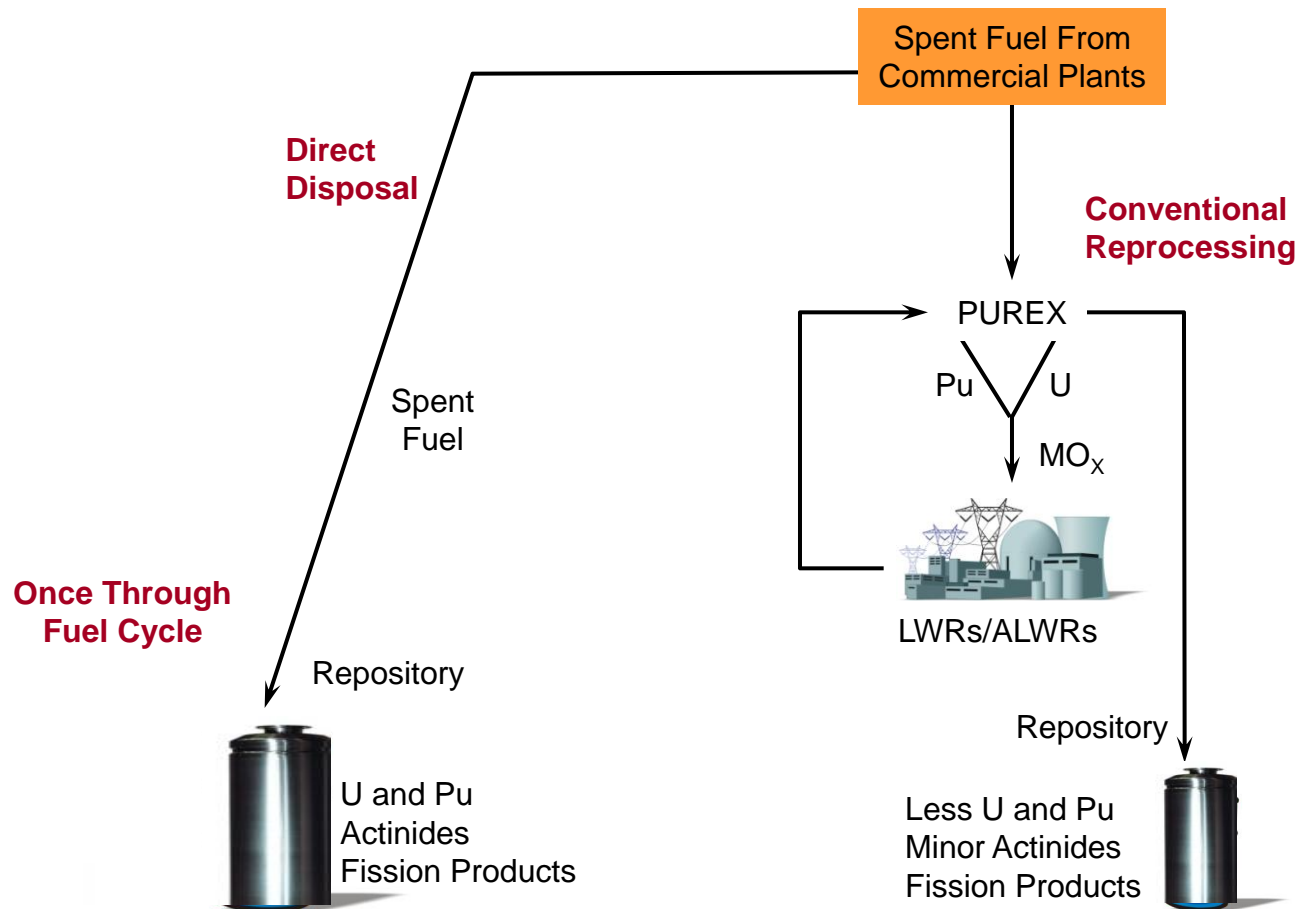 Spent Fuel From
Commercial Plants
Direct
Disposal
Conventional
Reprocessing
PUREX
Pu
U
Spent
Fuel
MOₓ
LWRs/ALWRs
Once Through
Fuel Cycle
Repository
U and Pu
Actinides
Fission Products
Repository
Less U and Pu
Minor Actinides
Fission Products